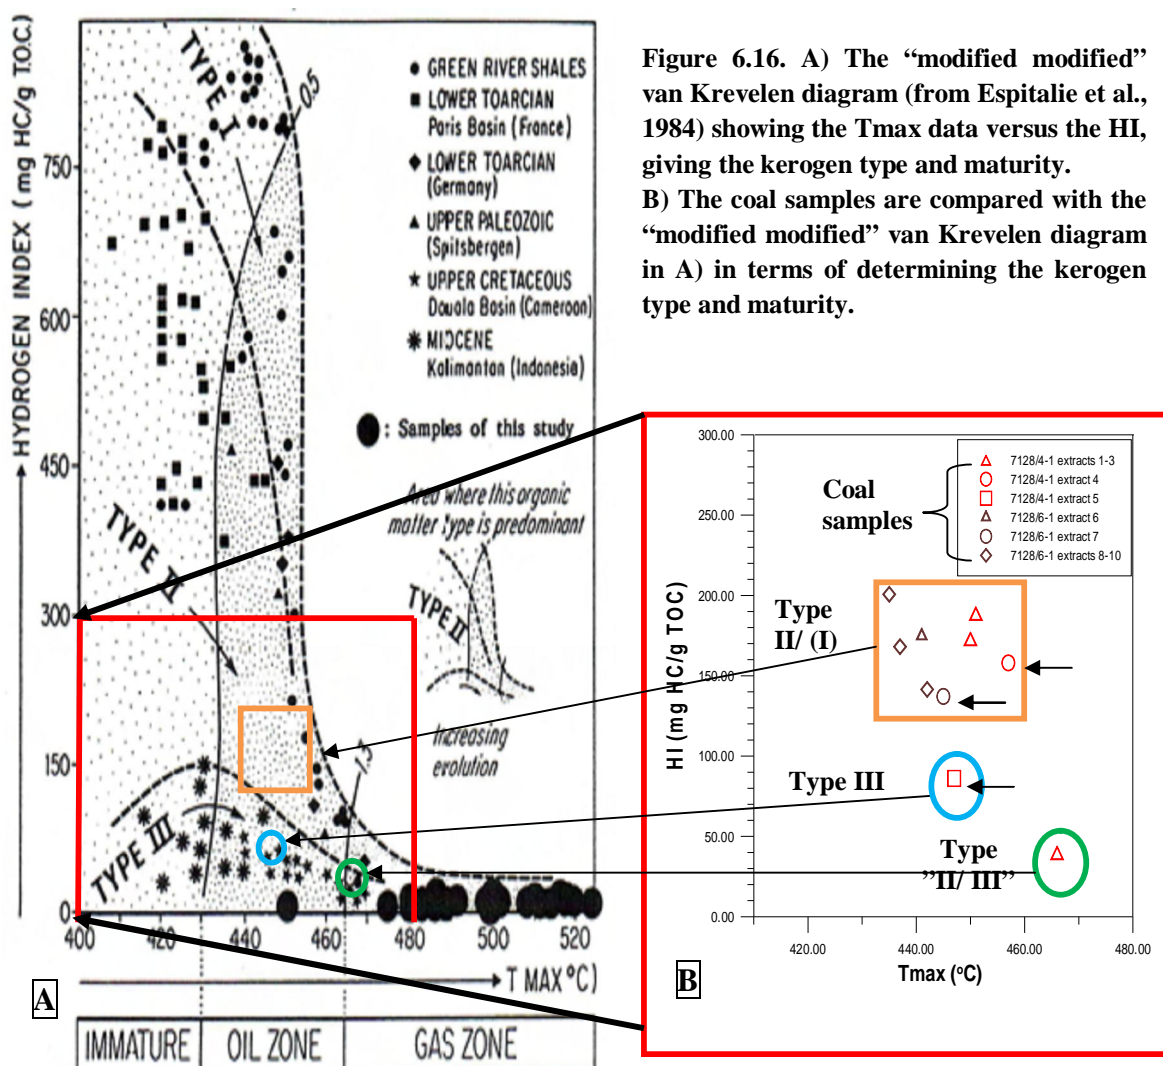 Figure 6.16. A) The “modified modified”
van Krevelen diagram (from Espitalie et al.,
1984) showing the Tmax data versus the HI,
giving the kerogen type and maturity.
B) The coal samples are compared with the
“modified modified” van Krevelen diagram
in A) in terms of determining the kerogen
type and maturity.
HYDROGEN INDEX ( mg HC/g T.O.C.)
750
600
450
300
150
0
TYPE I
0.5
GREEN RIVER SHALES
LOWER TOARCIAN
Paris Basin (France)
LOWER TOARCIAN
(Germany)
UPPER PALEOZOIC
(Spitsbergen)
UPPER CRETACEOUS
Douala Basin (Cameroon)
MIOCENE
Kalimantan (Indonesia)
: Samples of this study
Area where this organic
matter type is predominant
TYPE II
TYPE II
Increasing
evolution
1.3
TYPE III
400
420
440
460
480
500
520
T MAX°C)
A
IMMATURE
OIL ZONE
GAS ZONE
300.00
250.00
200.00
150.00
100.00
50.00
0.00
HI (mg HC/g TOC)
Coal
samples
7128/4-1 extracts 1-3
7128/4-1 extract 4
7128/4-1 extract 5
7128/6-1 extract 6
7128/6-1 extract 7
7128/6-1 extracts 8-10
Type
II/ (I)
Type III
Type
”II/ III”
420.00
440.00
460.00
480.00
Tmax (oC)
B